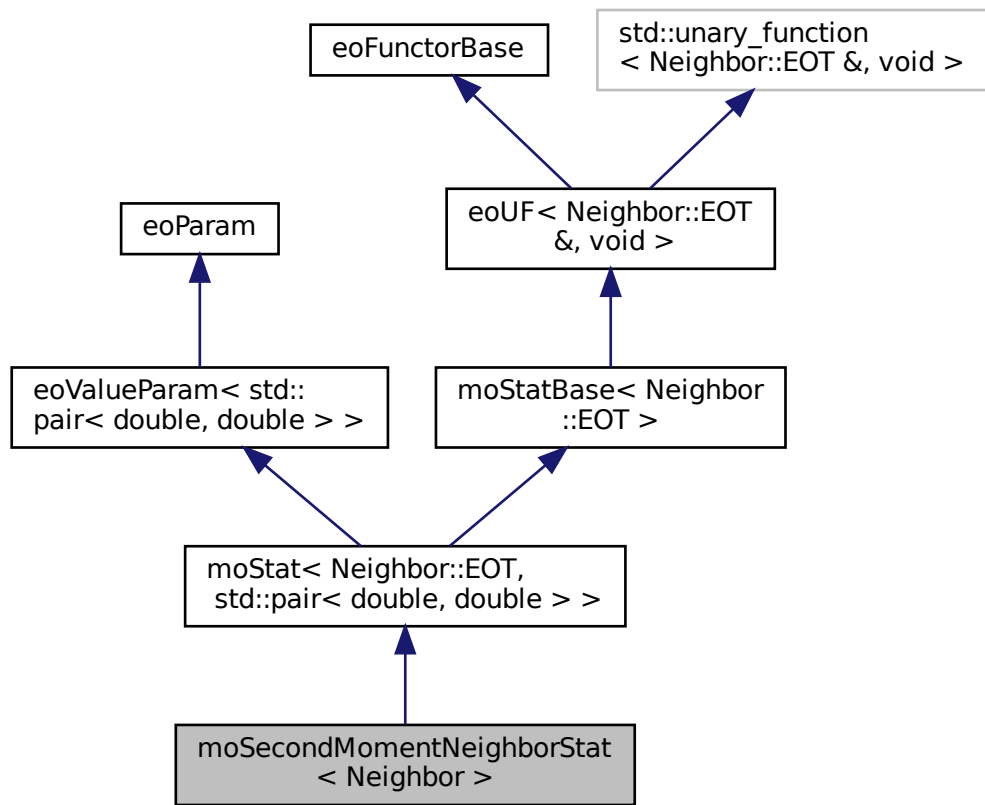 eoFunctorBase
std::unary_function
< Neighbor::EOT &, void >
eoParam
eoUF< Neighbor::EOT
&, void >
eoValueParam< std::
pair< double, double > >
moStatBase< Neighbor
::EOT >
moStat< Neighbor::EOT,
std::pair< double, double > >
moSecondMomentNeighborStat
< Neighbor >